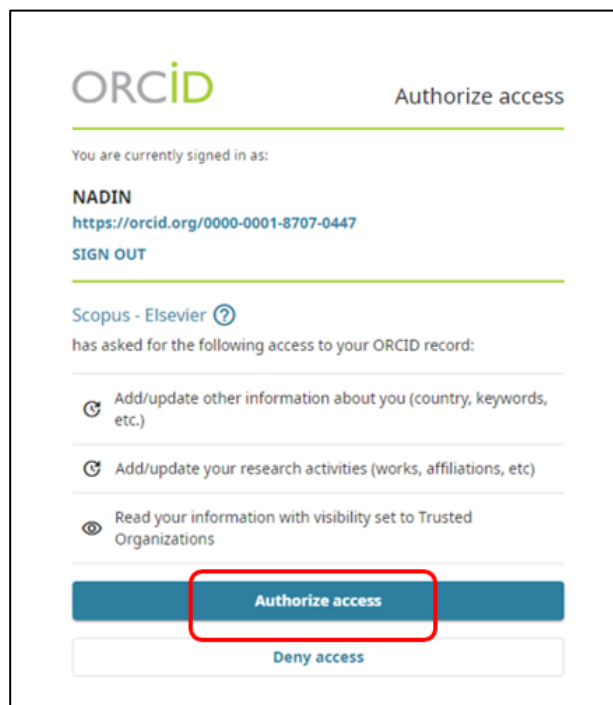 ORCiD
Authorize access
You are currently signed in as:
NADIN
https://orcid.org/0000-0001-8707-0447
SIGN OUT
Scopus - Elsevier ?
has asked for the following access to your ORCID record:
Add/update other information about you (country, keywords,
etc.)
Add/update your research activities (works, affiliations, etc)
Read your information with visibility set to Trusted
Organizations
Authorize access
Deny access